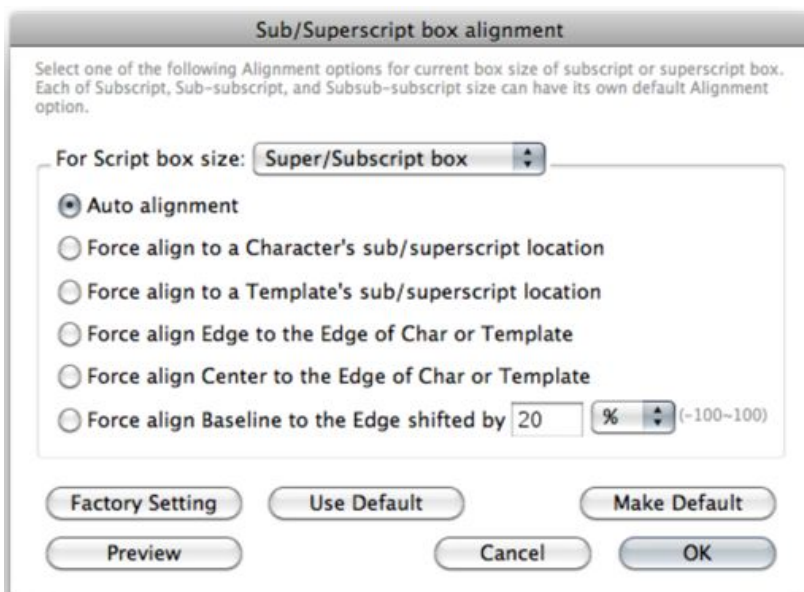 Sub/Superscript box alignment
Select one of the following Alignment options for current box size of subscript or superscript box.
Each of Subscript, Sub-subscript, and Subsub-subscript size can have its own default Alignment
option.
For Script box size: Super/Subscript box
Auto alignment
Force align to a Character's sub/superscript location
Force align to a Template's sub/superscript location
Force align Edge to the Edge of Char or Template
Force align Center to the Edge of Char or Template
Force align Baseline to the Edge shifted by 20 % (-100~100)
Factory Setting Use Default Make Default
Preview Cancel OK